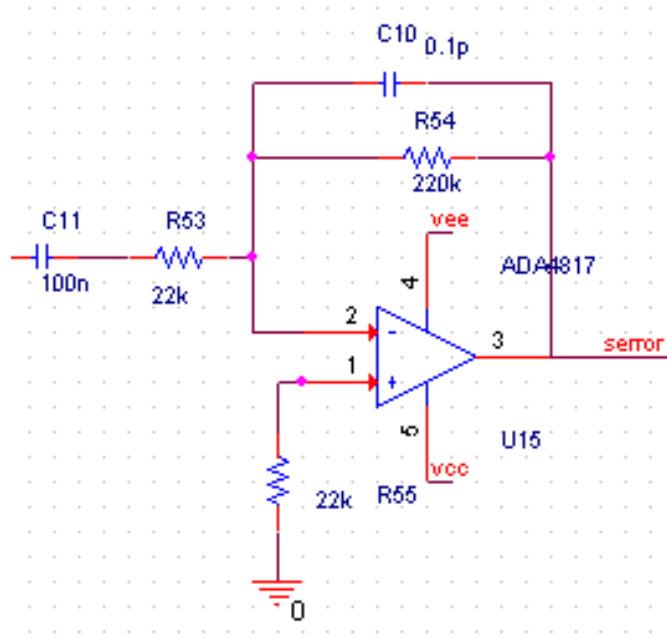 C10
0.1p
R54
220k
C11
R53
100n
22k
vee
ADA4817
4
2
-
3
serror
1
+
5
U15
vcc
22k
R55
0